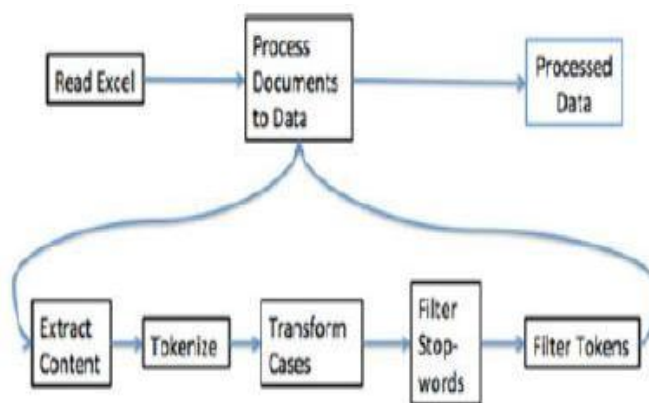 Read Excel
Process
Documents
to Data
Processed
Data
Extract
Content
Tokenize
Transform
Cases
Filter
Stop-
words
Filter Tokens